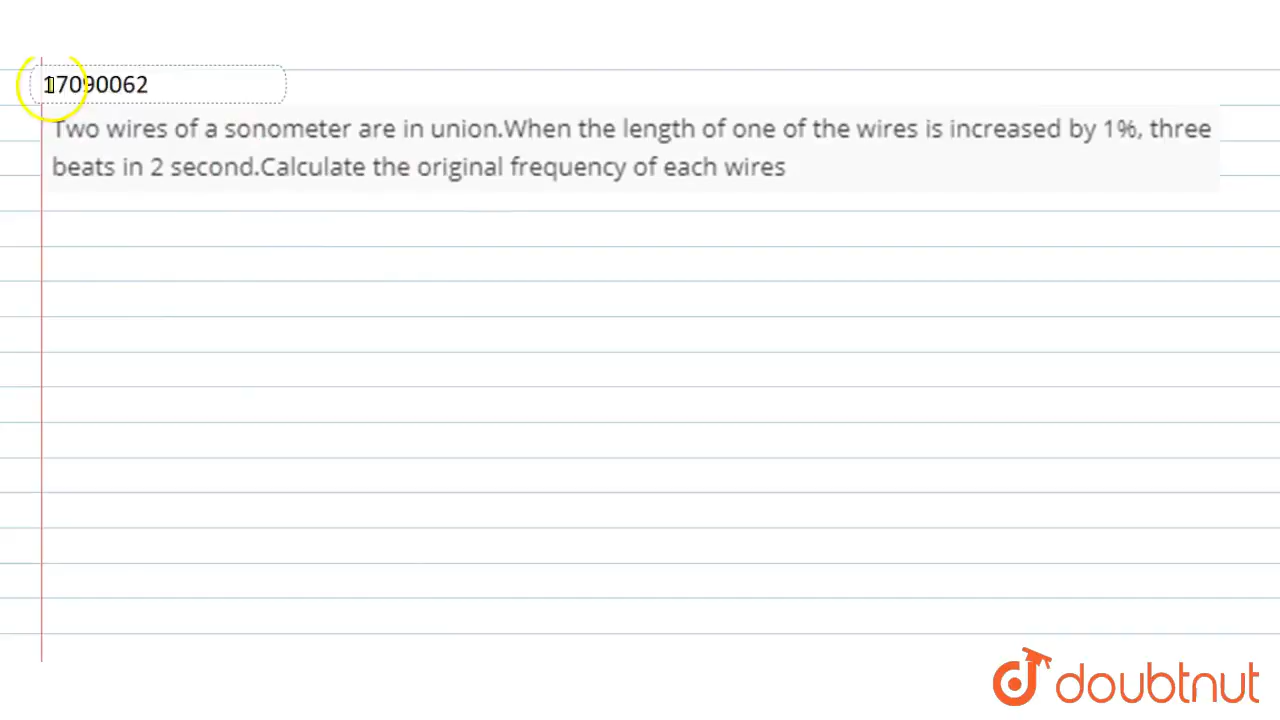 17090062
Two wires of a sonometer are in union.When the length of one of the wires is increased by 1%, three
beats in 2 second.Calculate the original frequency of each wires
doubtnut